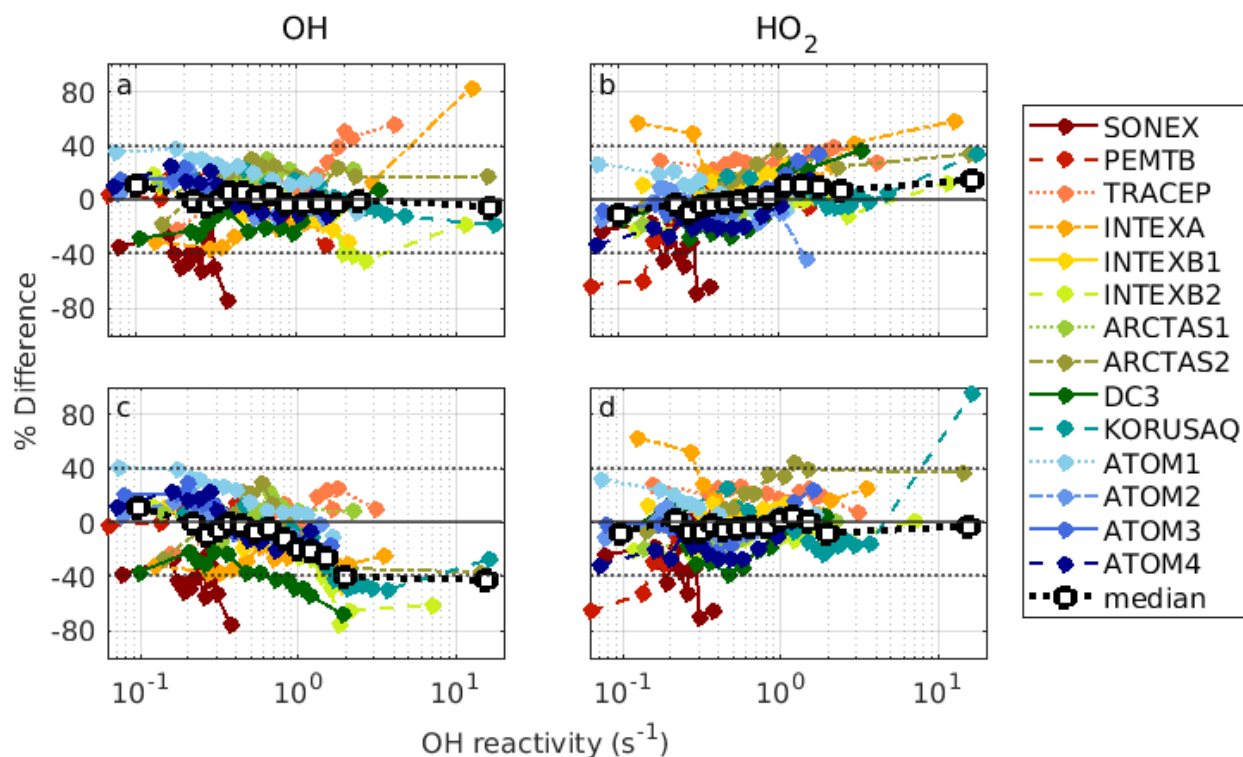 OH
HO2
a
b
80
40
0
-40
-80
c
d
80
40
0
-40
-80
% Difference
10^-1
10^0
10^1
10^-1
10^0
10^1
OH reactivity (s^-1)
SONEX
PEMTB
TRACEP
INTEXA
INTEXB1
INTEXB2
ARCTAS1
ARCTAS2
DC3
KORUSAQ
ATOM1
ATOM2
ATOM3
ATOM4
median